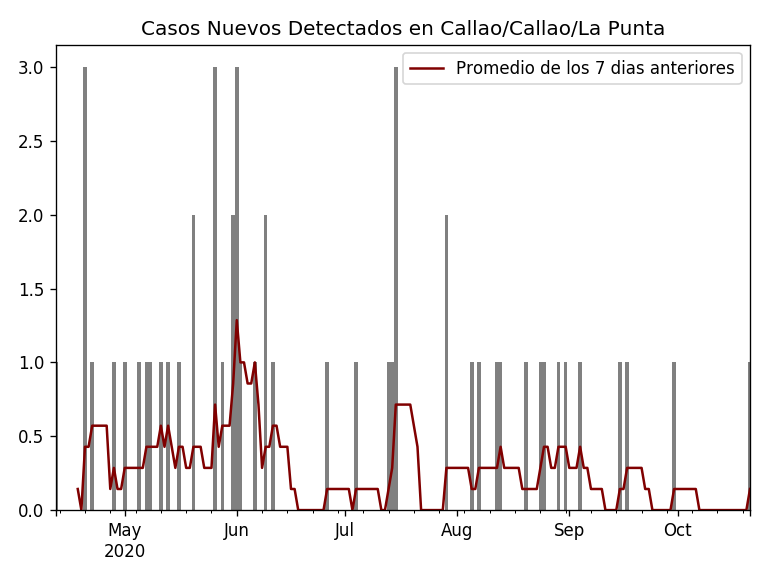 Casos Nuevos Detectados en Callao/Callao/La Punta
Promedio de los 7 dias anteriores
3.0
2.5
2.0
1.5
1.0
0.5
0.0
May Jun Jul Aug Sep Oct
2020